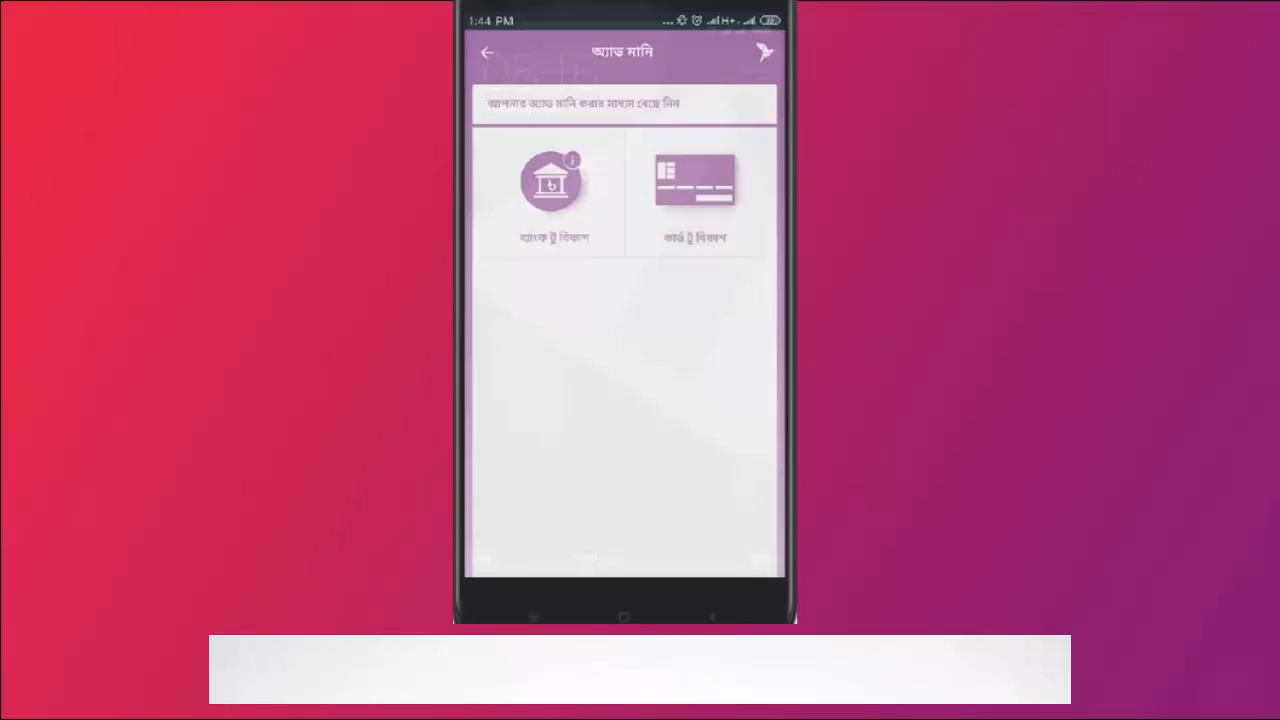 1:44 PM
H+
অ্যাড মানি
আপনার অ্যাড মানি করার মাধ্যম বেছে নিন
ব্যাংক টু বিকাশ
কার্ড টু বিকাশ